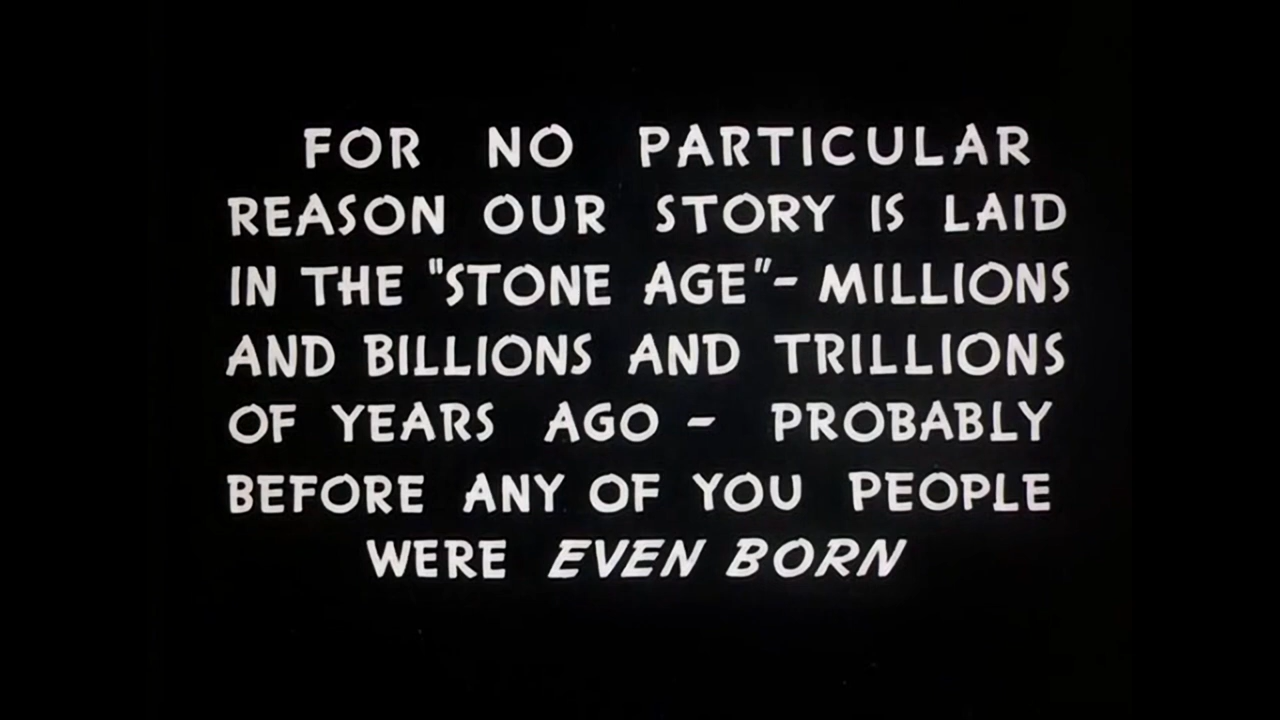 FOR NO PARTICULAR
REASON OUR STORY IS LAID
IN THE "STONE AGE"- MILLIONS
AND BILLIONS AND TRILLIONS
OF YEARS AGO - PROBABLY
BEFORE ANY OF YOU PEOPLE
WERE EVEN BORN